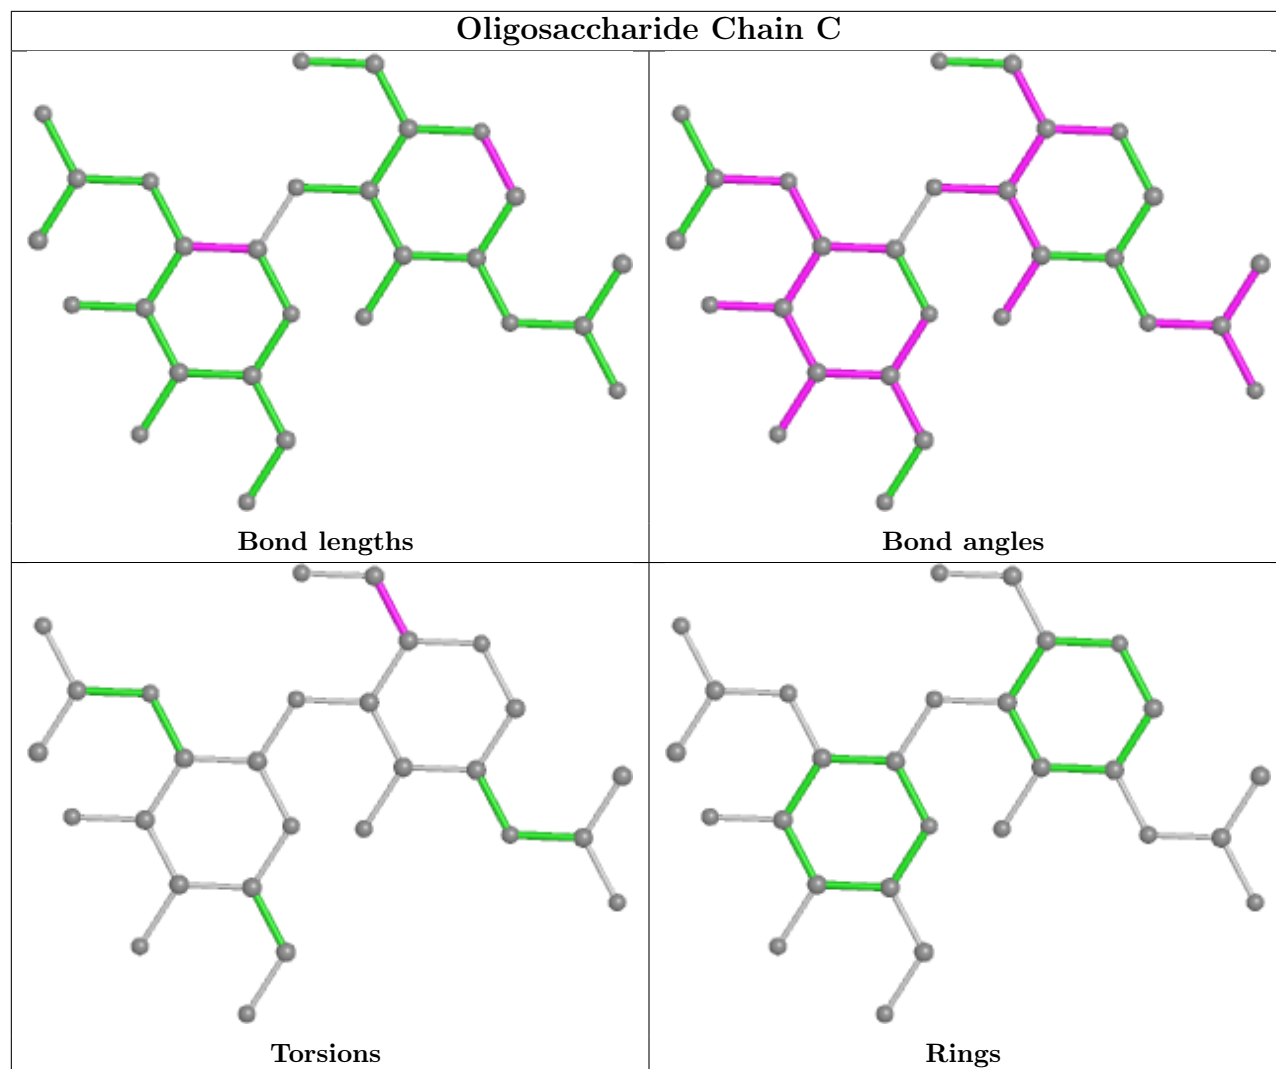 Oligosaccharide Chain C
Bond lengths
Bond angles
Torsions
Rings